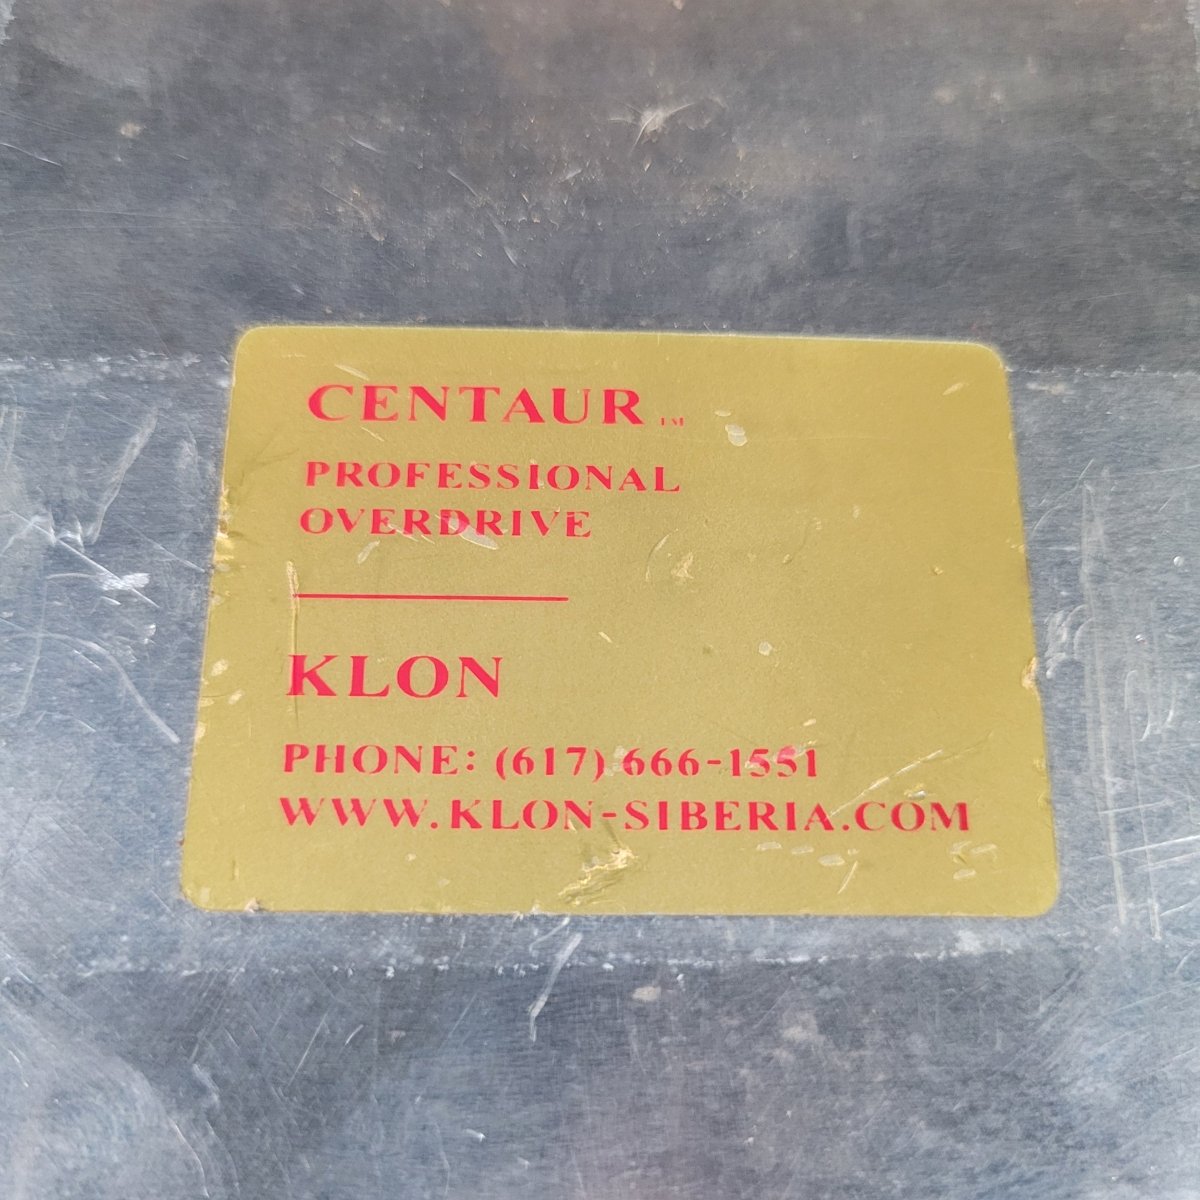 CENTAUR TM
PROFESSIONAL
OVERDRIVE
KLON
PHONE: (617) 666-1551
WWW.KLON-SIBERIA.COM